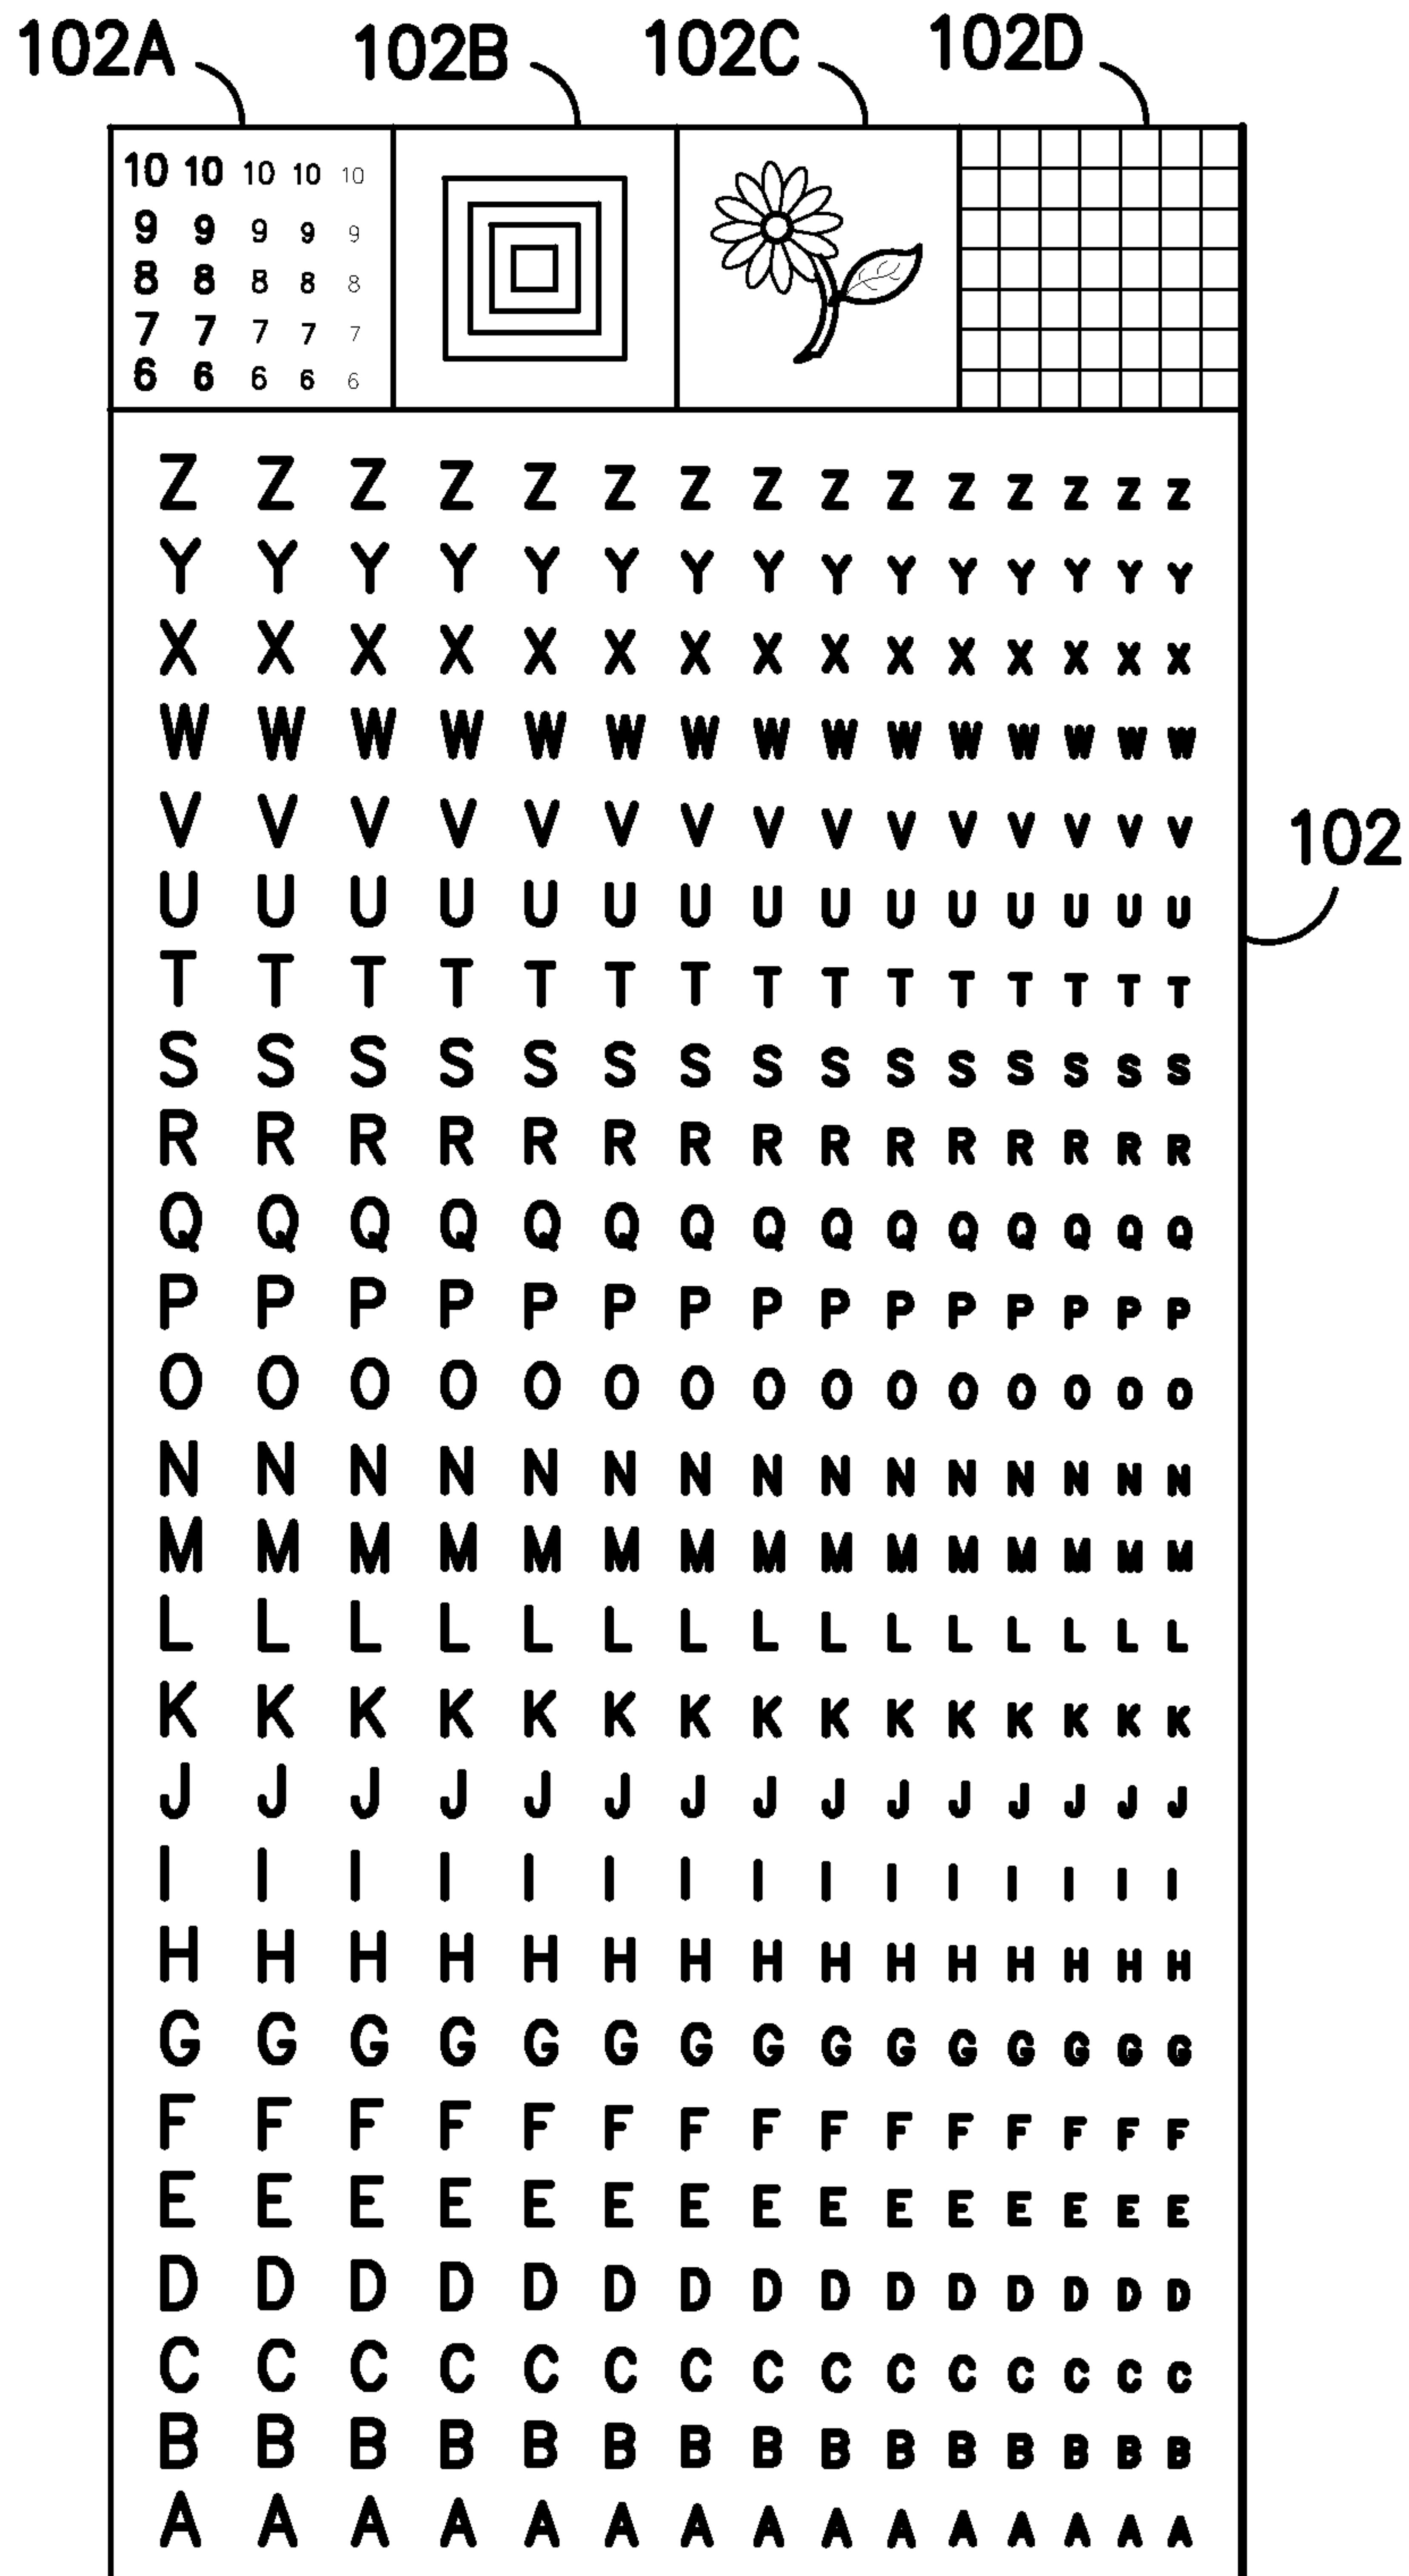 102A 102B 102C 102D
10 10 10 10 10
9 9 9 9 9
8 8 8 8 8
7 7 7 7 7
6 6 6 6 6
Z Z Z Z Z Z Z Z Z Z Z Z Z Z Z
Y Y Y Y Y Y Y Y Y Y Y Y Y Y Y
X X X X X X X X X X X X X X X
W W W W W W W W W W W W W W W
V V V V V V V V V V V V V V V
102
U U U U U U U U U U U U U U U
T T T T T T T T T T T T T T T
S S S S S S S S S S S S S S S
R R R R R R R R R R R R R R R
Q Q Q Q Q Q Q Q Q Q Q Q Q Q Q
P P P P P P P P P P P P P P P
O O O O O O O O O O O O O O O
N N N N N N N N N N N N N N N
M M M M M M M M M M M M M M M
L L L L L L L L L L L L L L L
K K K K K K K K K K K K K K K
J J J J J J J J J J J J J J J
I I I I I I I I I I I I I I I
H H H H H H H H H H H H H H H
G G G G G G G G G G G G G G G
F F F F F F F F F F F F F F F
E E E E E E E E E E E E E E E
D D D D D D D D D D D D D D D
C C C C C C C C C C C C C C C
B B B B B B B B B B B B B B B
A A A A A A A A A A A A A A A